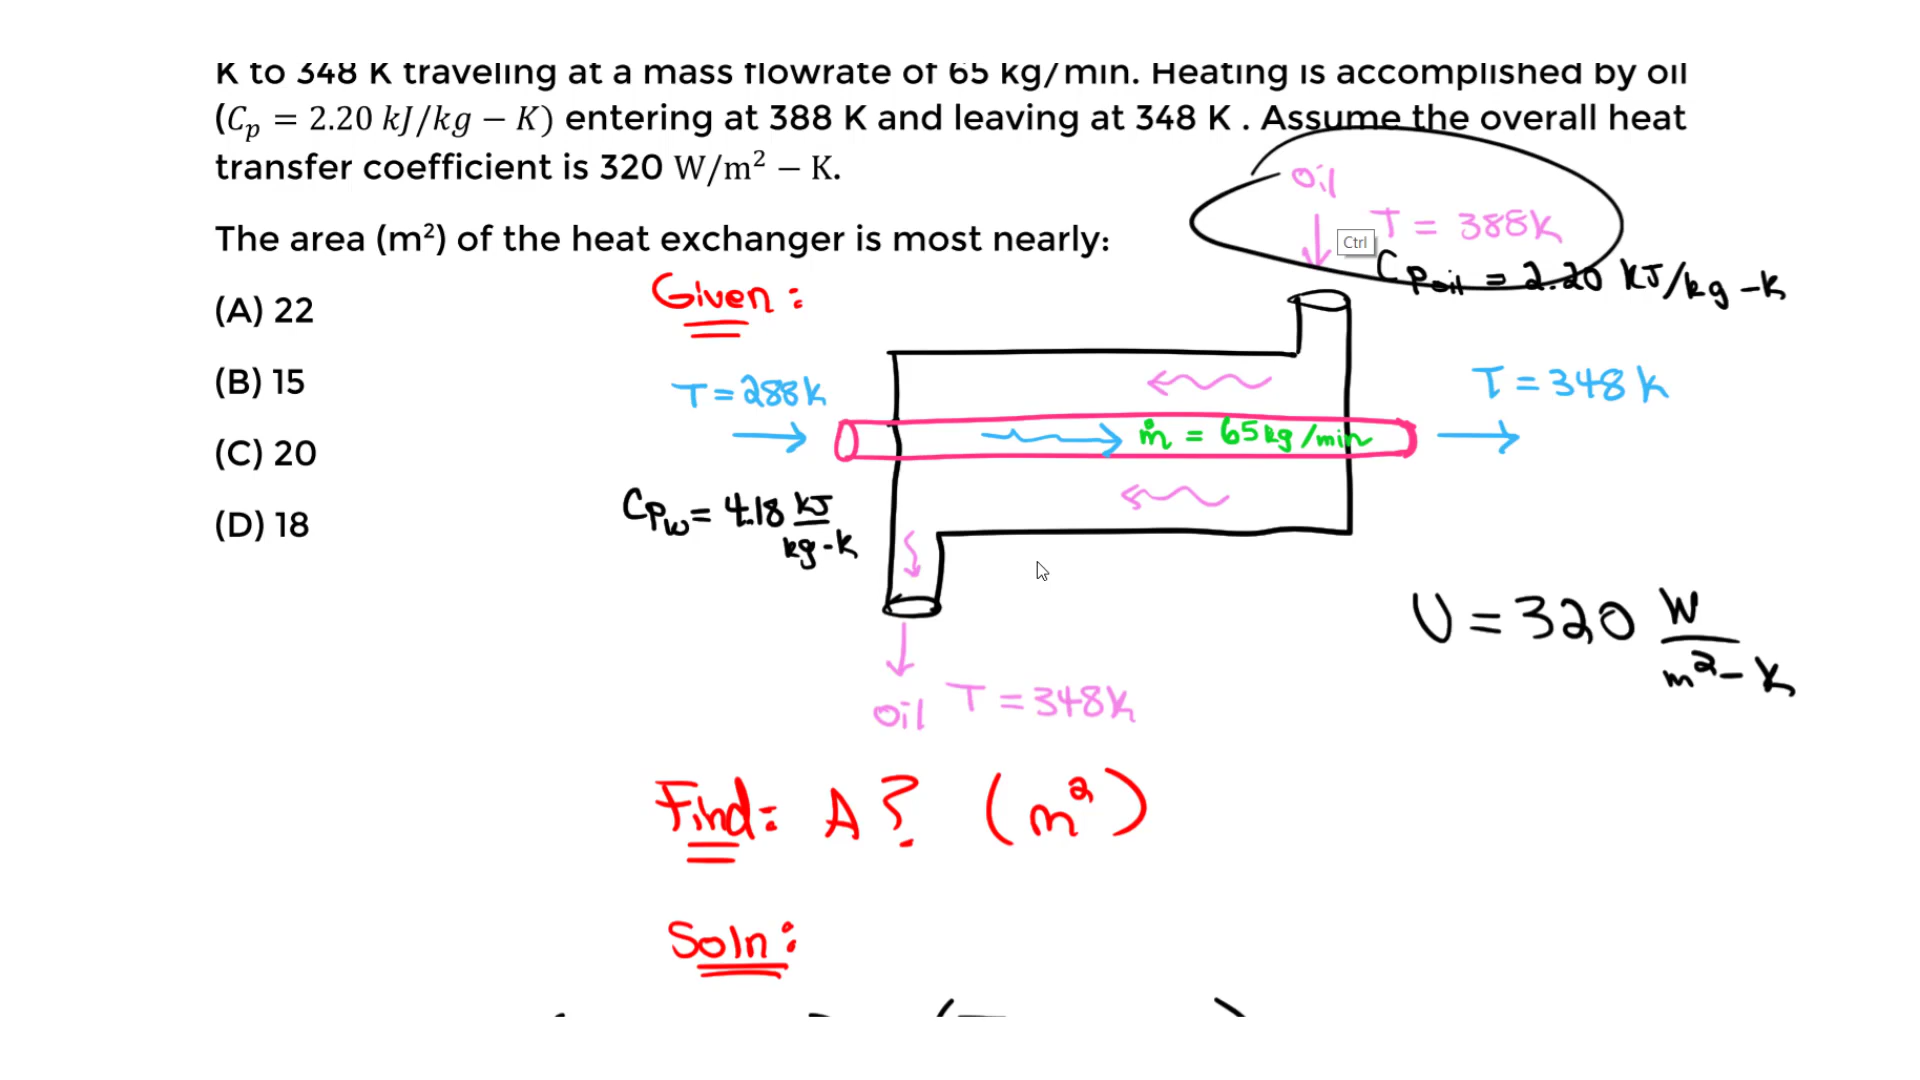 K to 348 K traveling at a mass flowrate of 65 kg/min. Heating is accomplished by oil
(Cₚ = 2.20 kJ/kg − K) entering at 388 K and leaving at 348 K . Assume the overall heat
transfer coefficient is 320 W/m² − K.
The area (m²) of the heat exchanger is most nearly:
(A) 22
(B) 15
(C) 20
(D) 18
Given:
oil
T = 388K
Ctrl
Cp oil = 2.20 kJ/kg-K
T = 288K
T = 348K
ṁ = 65kg/min
Cpw = 4.18 kJ/kg-K
U = 320 W/m²-K
oil T = 348K
Find: A? (m²)
Soln: